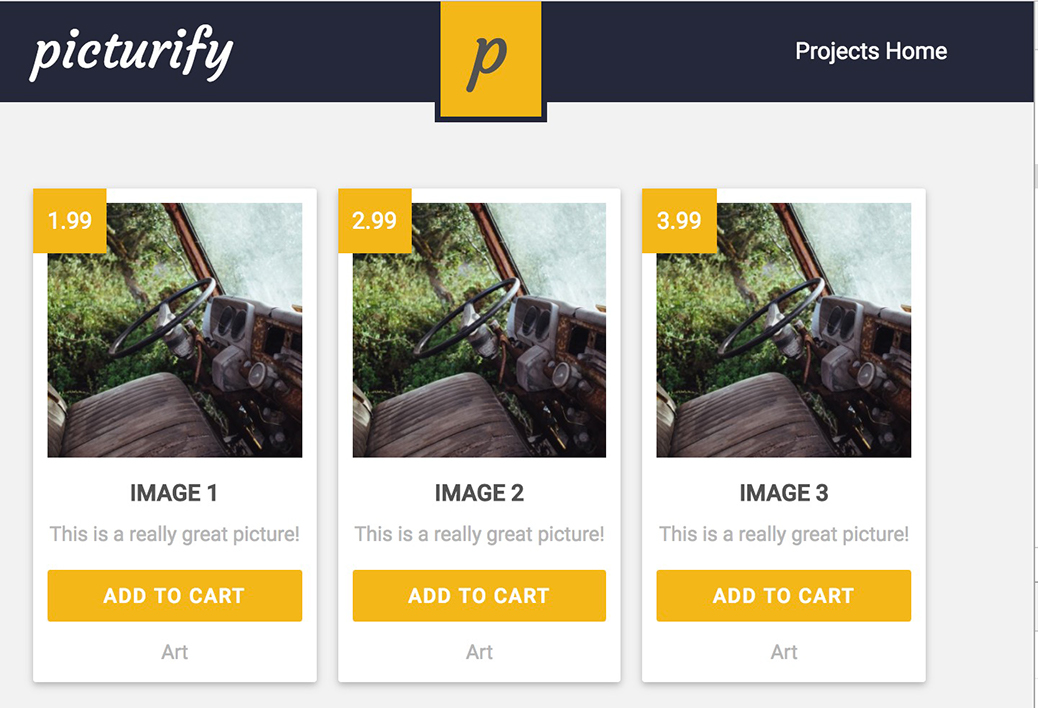 picturify
p
Projects Home
1.99
2.99
3.99
IMAGE 1
This is a really great picture!
ADD TO CART
Art
IMAGE 2
This is a really great picture!
ADD TO CART
Art
IMAGE 3
This is a really great picture!
ADD TO CART
Art